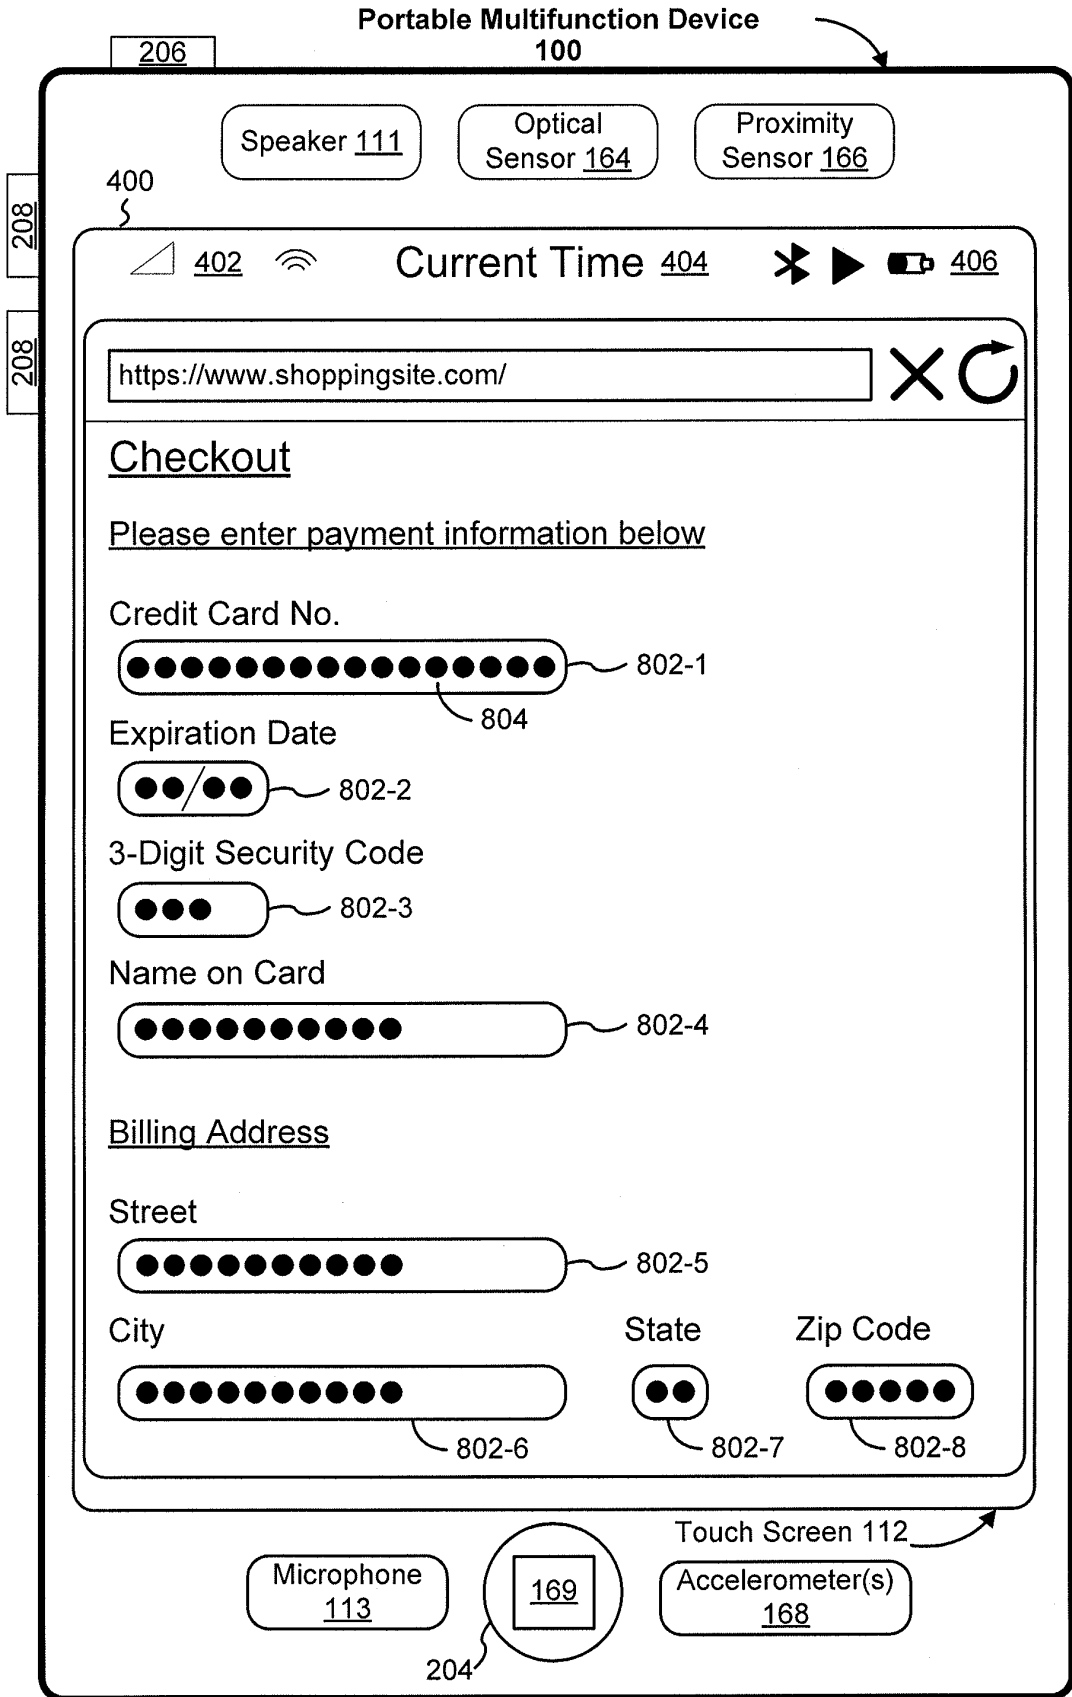 Portable Multifunction Device
100
206
Speaker 111
Optical
Sensor 164
Proximity
Sensor 166
400
208
402
Current Time 404
406
208
https://www.shoppingsite.com/
Checkout
Please enter payment information below
Credit Card No.
802-1
804
Expiration Date
802-2
3-Digit Security Code
802-3
Name on Card
802-4
Billing Address
Street
802-5
City
State
Zip Code
802-6
802-7
802-8
Touch Screen 112
Microphone
113
169
Accelerometer(s)
168
204